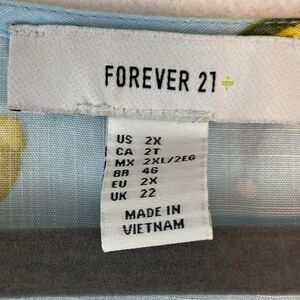 FOREVER 21+
US 2X
CA 2T
MX 2XL/2EG
BR 46
EU 2X
UK 22
MADE IN
VIETNAM